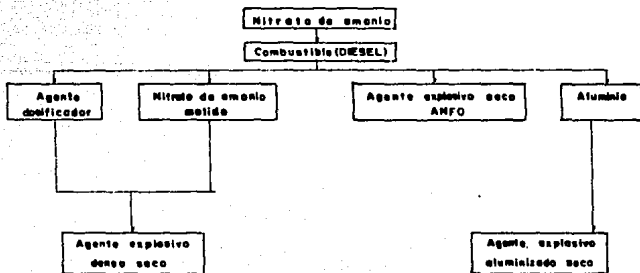 Nitrato de amonio
Combustible (DIESEL)
Agente
dosificador
Nitrato de amonio
molido
Agente explosivo seco
ANFO
Aluminio
Agente explosivo
denso seco
Agente, explosivo
aluminizado seco